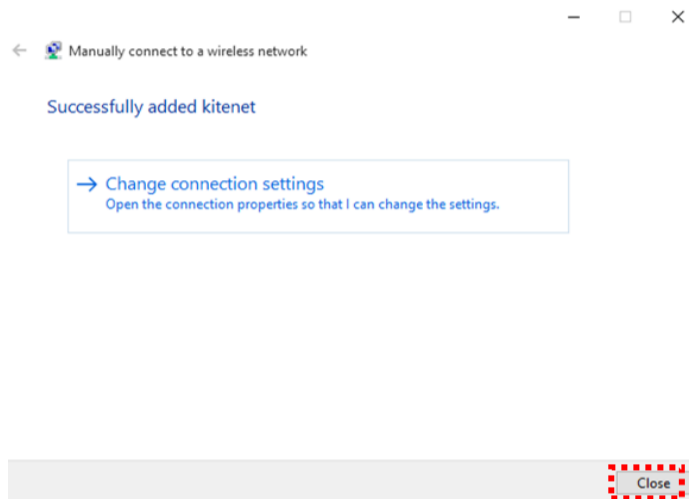 Manually connect to a wireless network
Successfully added kitenet
Change connection settings
Open the connection properties so that I can change the settings.
Close